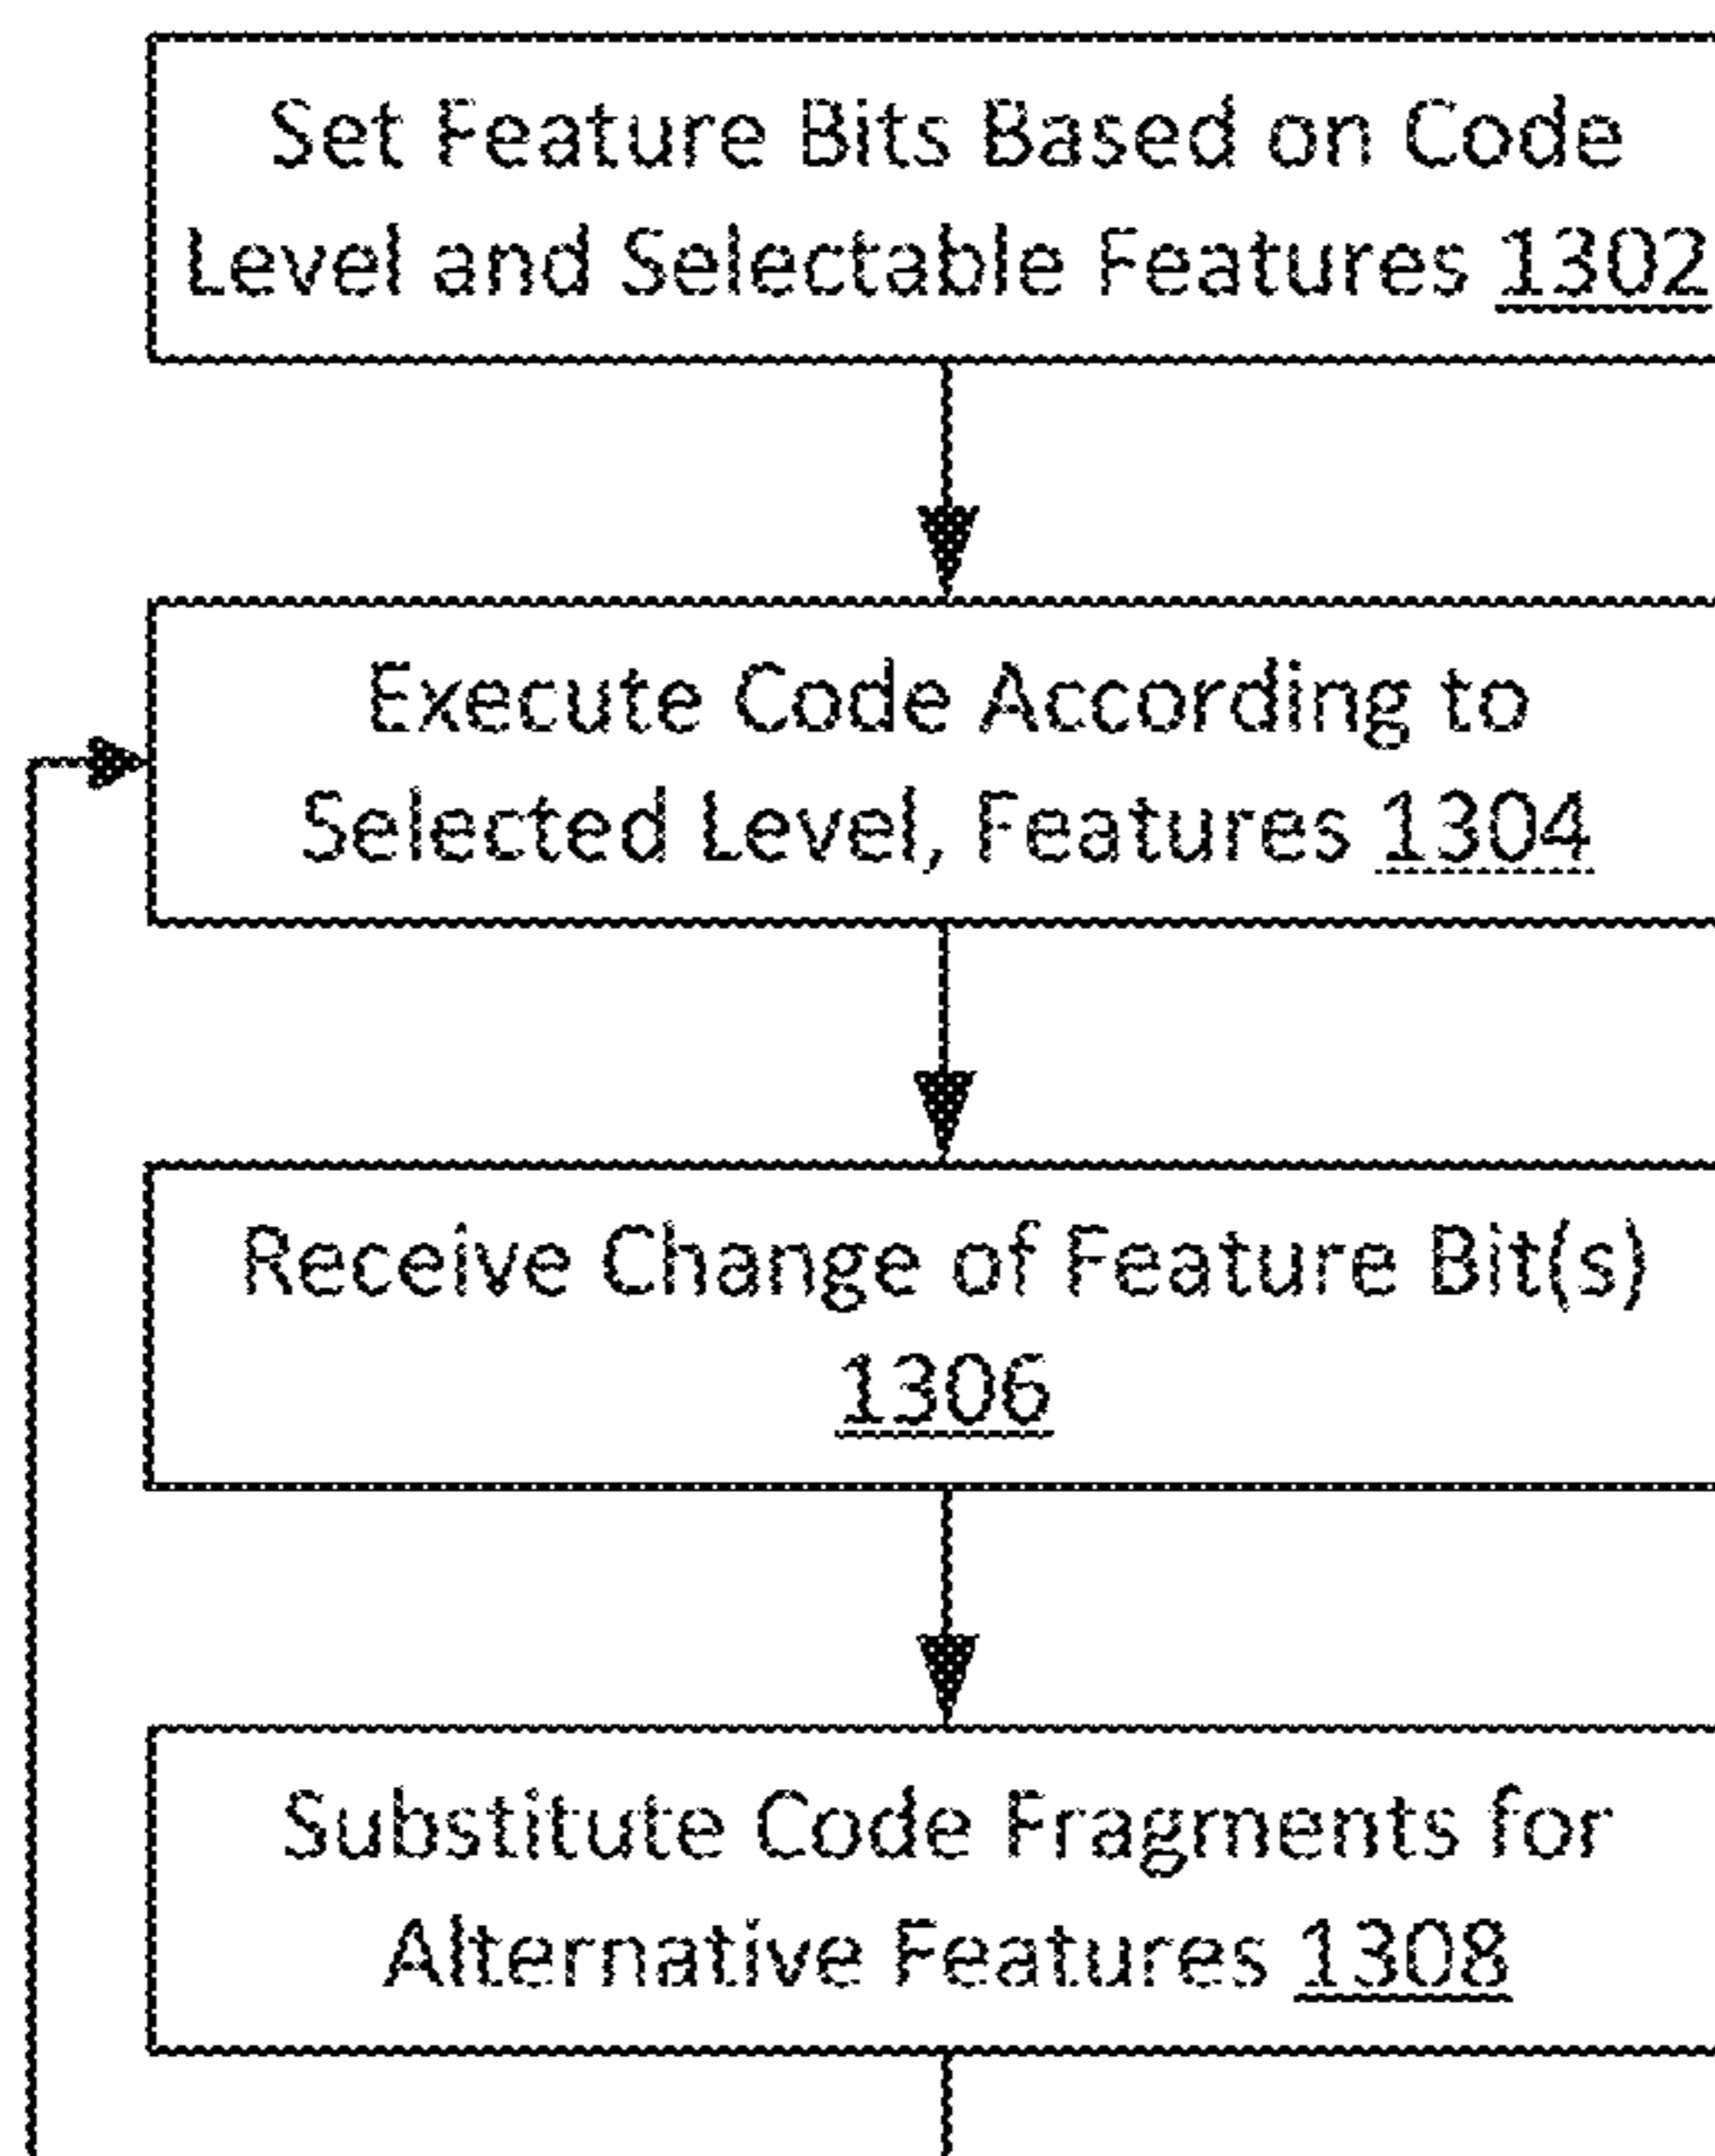 Set Feature Bits Based on Code
Level and Selectable Features 1302
Execute Code According to
Selected Level, Features 1304
Receive Change of Feature Bit(s)
1306
Substitute Code Fragments for
Alternative Features 1308